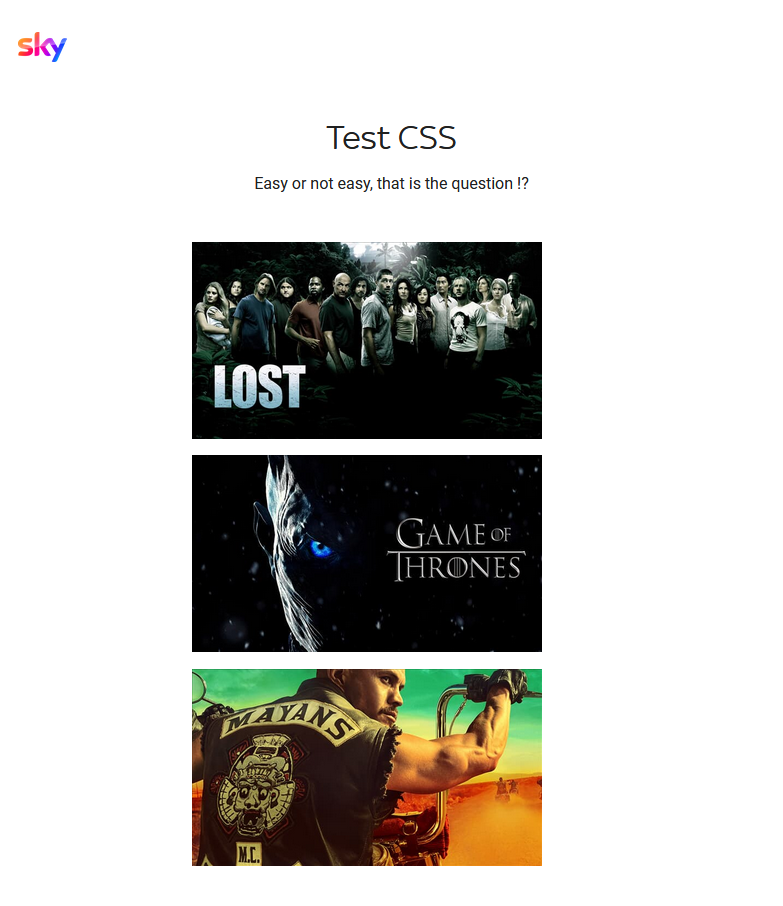 sky
Test CSS
Easy or not easy, that is the question !?
LOST
GAME OF
THRONES
MAYANS
M.C.